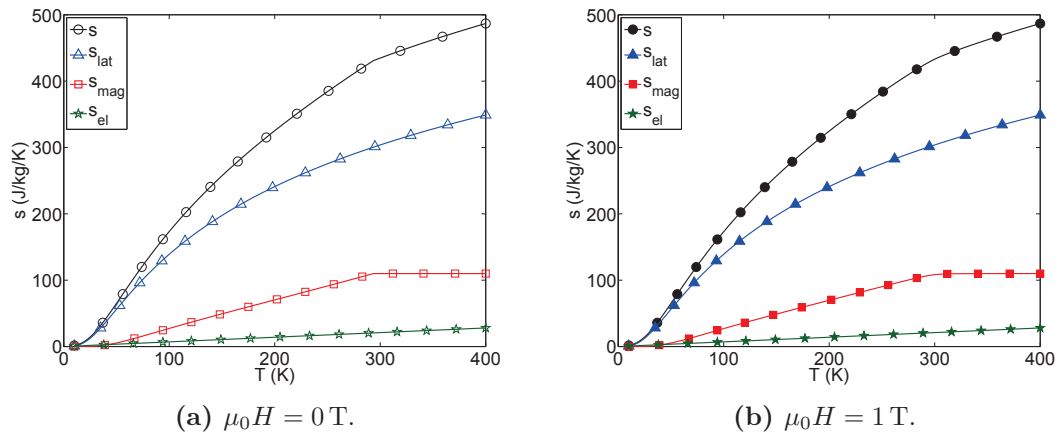 500
400
300
200
100
0
s (J/kg/K)
s
s_lat
s_mag
s_el
0 100 200 300 400
T (K)
(a) μ₀H = 0 T.
500
400
300
200
100
0
s (J/kg/K)
s
s_lat
s_mag
s_el
0 100 200 300 400
T (K)
(b) μ₀H = 1 T.